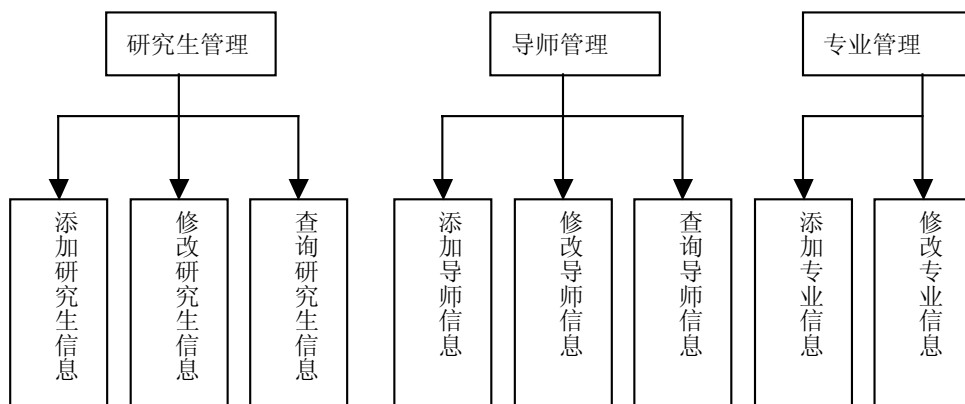 研究生管理
导师管理
专业管理
添加研究生信息
修改研究生信息
查询研究生信息
添加导师信息
修改导师信息
查询导师信息
添加专业信息
修改专业信息